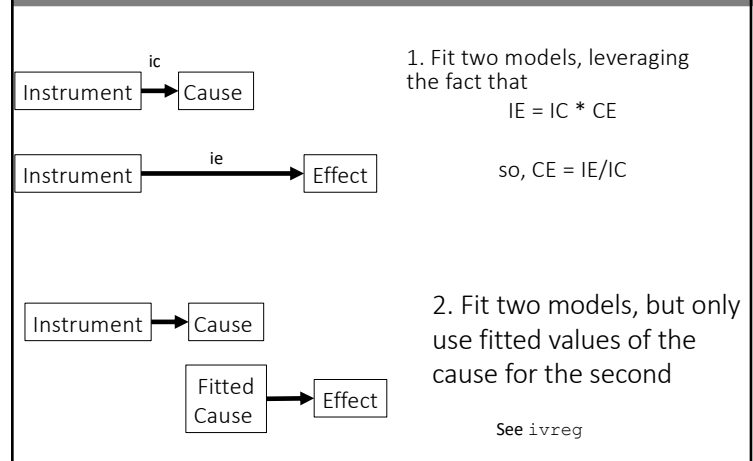 ic
Instrument
Cause
1. Fit two models, leveraging
the fact that
IE = IC * CE
ie
Instrument
Effect
so, CE = IE/IC
Instrument
Cause
Fitted
Cause
Effect
2. Fit two models, but only
use fitted values of the
cause for the second
See ivreg